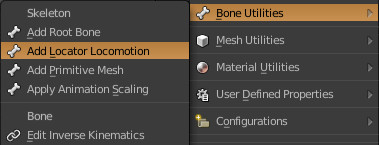 Skeleton
Add Root Bone
Add Locator Locomotion
Add Primitive Mesh
Apply Animation Scaling
Bone
Edit Inverse Kinematics
Bone Utilities
Mesh Utilities
Material Utilities
User Defined Properties
Configurations